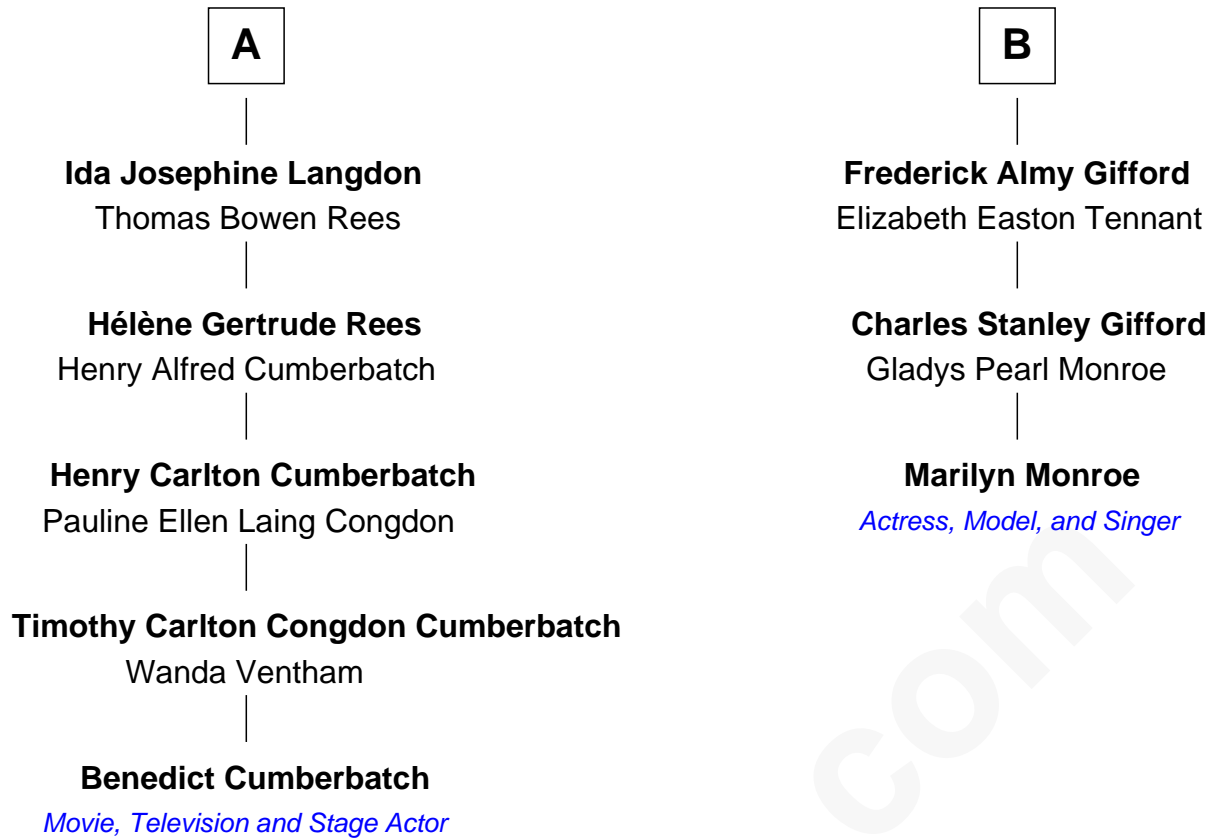 A
Ida Josephine Langdon
Thomas Bowen Rees
Hélène Gertrude Rees
Henry Alfred Cumberbatch
Henry Carlton Cumberbatch
Pauline Ellen Laing Congdon
Timothy Carlton Congdon Cumberbatch
Wanda Ventham
Benedict Cumberbatch
Movie, Television and Stage Actor
B
Frederick Almy Gifford
Elizabeth Easton Tennant
Charles Stanley Gifford
Gladys Pearl Monroe
Marilyn Monroe
Actress, Model, and Singer
com